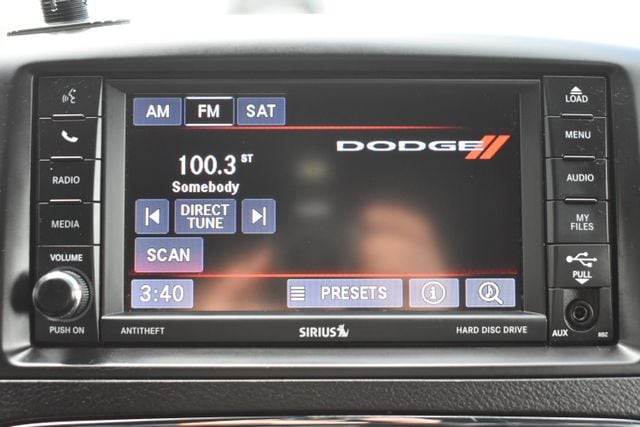 LOAD
AM FM SAT
MENU
100.3 ST
DODGE
Somebody
RADIO
AUDIO
DIRECT
TUNE
MEDIA
MY
FILES
SCAN
VOLUME
PULL
3:40 PRESETS
PUSH ON
ANTITHEFT
SIRIUS
HARD DISC DRIVE
AUX